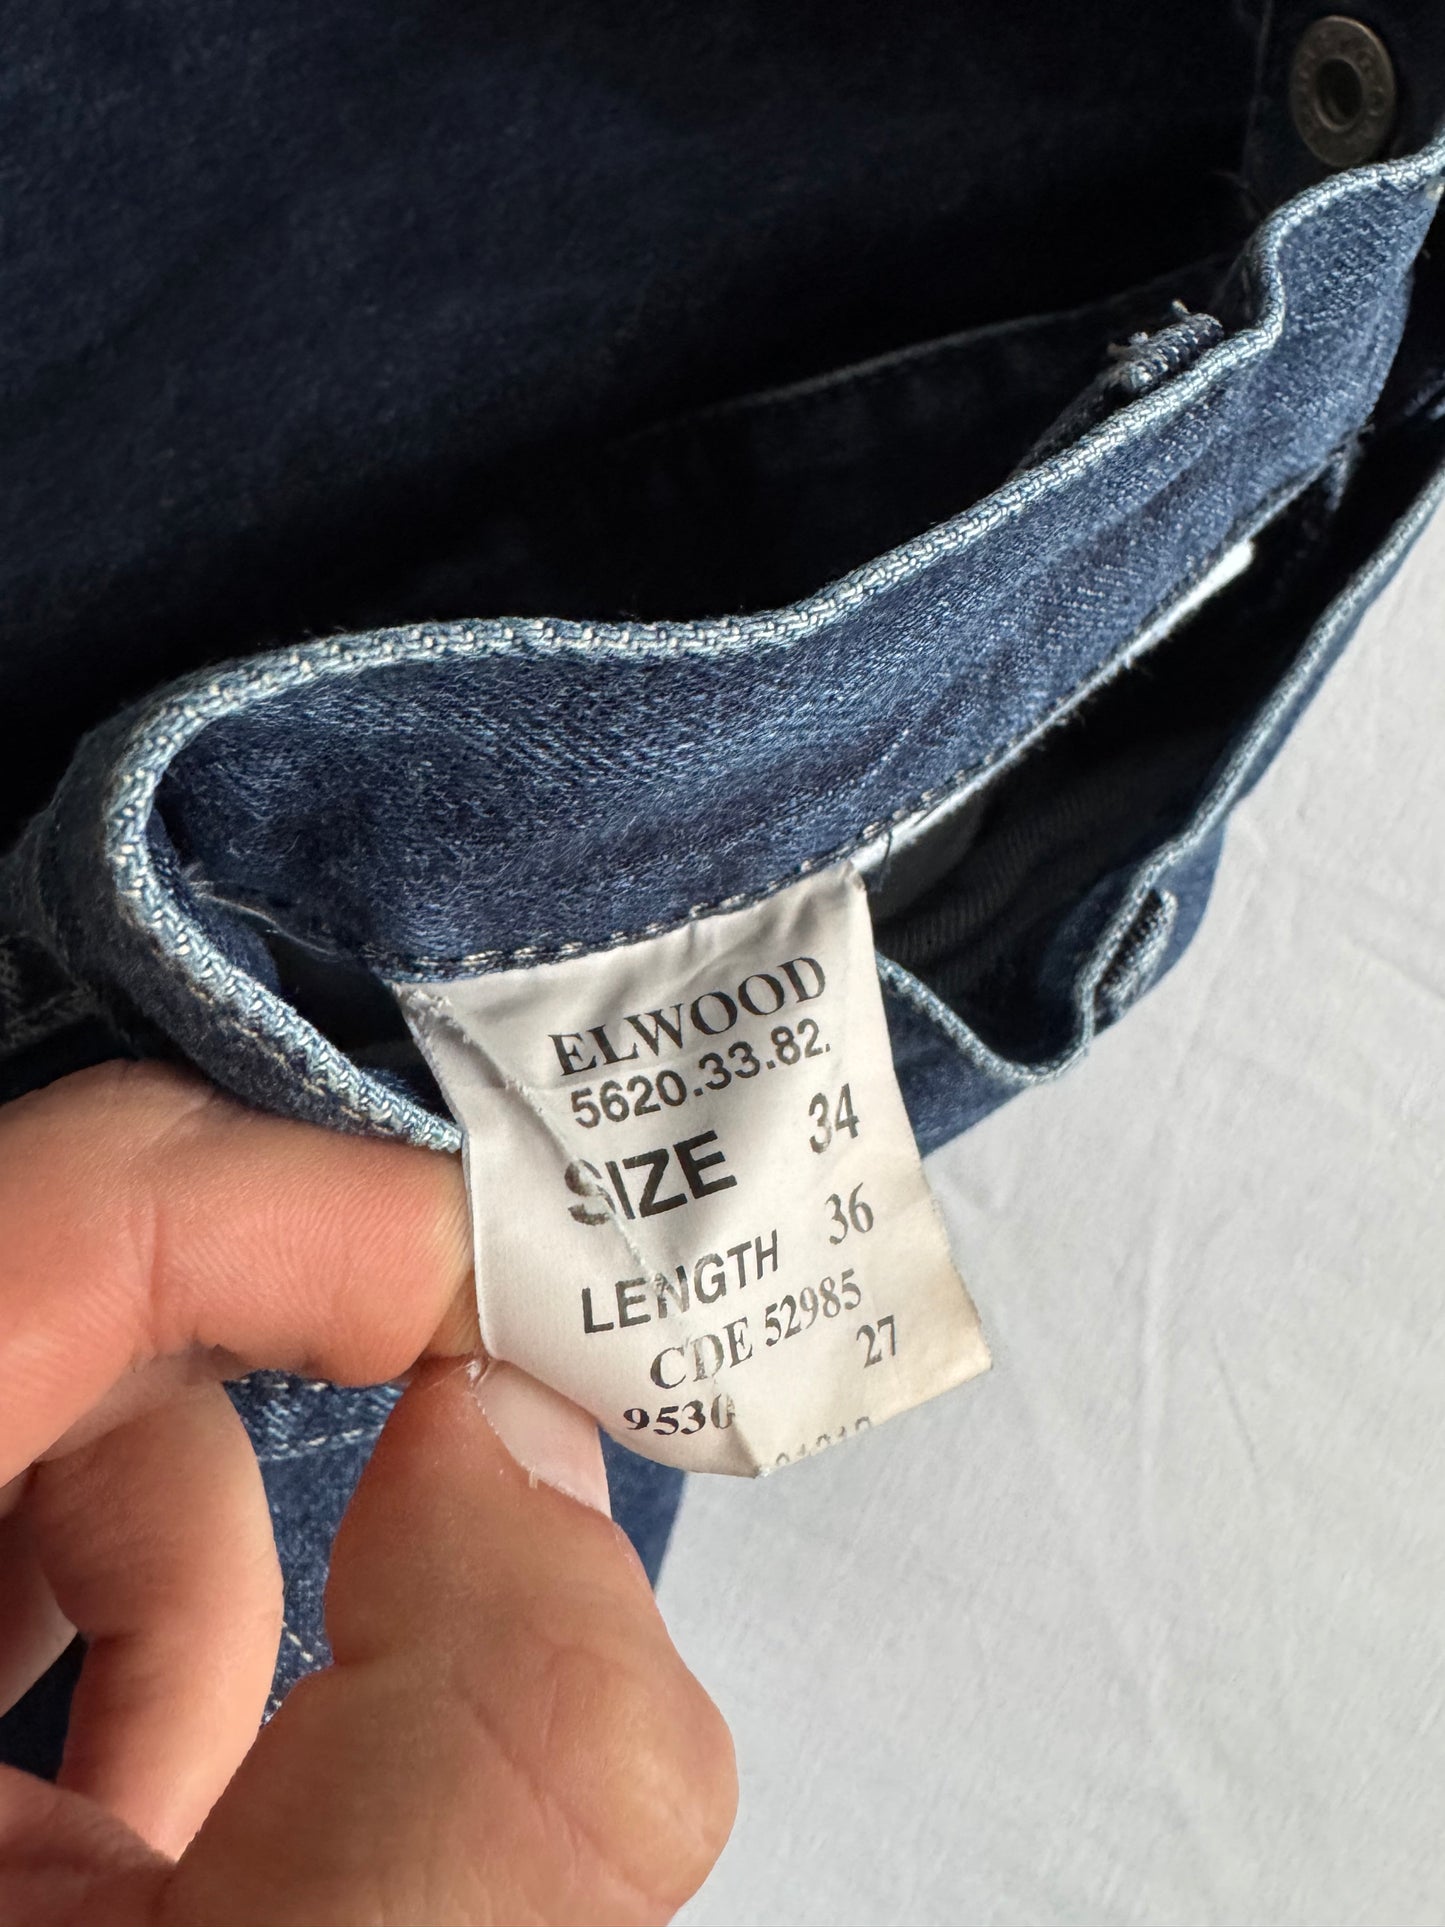 ELWOOD
5620.33.82.
SIZE 34
LENGTH 36
CDE 52985
9530 27